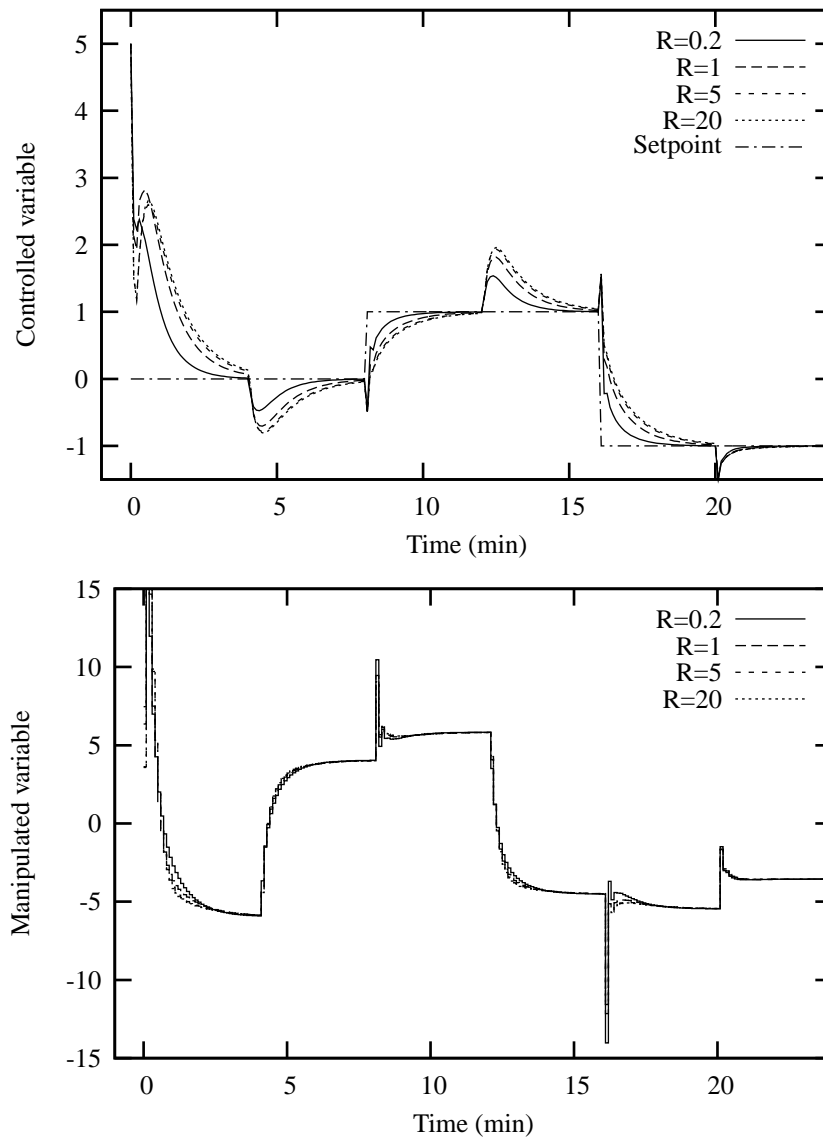 5
4
3
2
1
0
-1
Controlled variable
R=0.2
R=1
R=5
R=20
Setpoint
0
5
10
15
20
Time (min)
15
10
5
0
-5
-10
-15
Manipulated variable
R=0.2
R=1
R=5
R=20
0
5
10
15
20
Time (min)